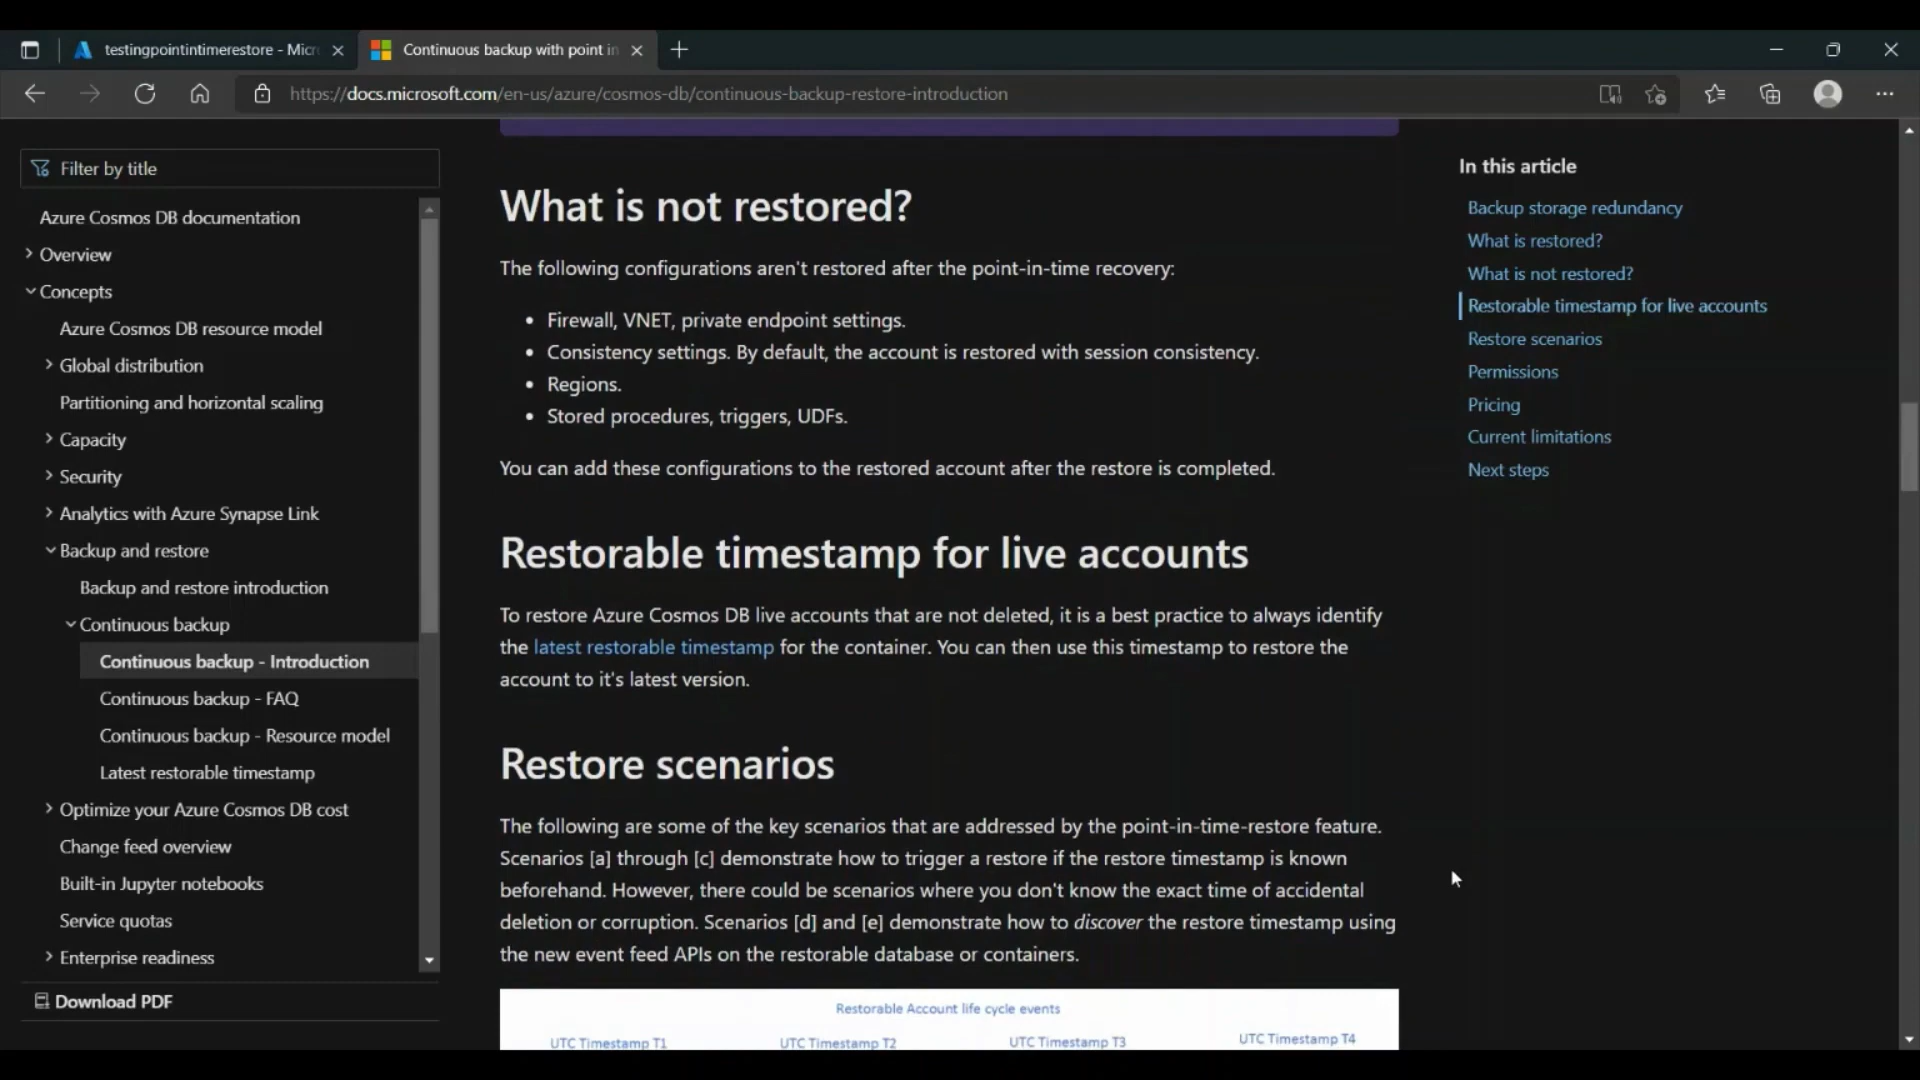 testingpointintimerestore - Micr
Continuous backup with point in
https://docs.microsoft.com/en-us/azure/cosmos-db/continuous-backup-restore-introduction
Filter by title
Azure Cosmos DB documentation
Overview
Concepts
Azure Cosmos DB resource model
Global distribution
Partitioning and horizontal scaling
Capacity
Security
Analytics with Azure Synapse Link
Backup and restore
Backup and restore introduction
Continuous backup
Continuous backup - Introduction
Continuous backup - FAQ
Continuous backup - Resource model
Latest restorable timestamp
Optimize your Azure Cosmos DB cost
Change feed overview
Built-in Jupyter notebooks
Service quotas
Enterprise readiness
Download PDF
What is not restored?
The following configurations aren't restored after the point-in-time recovery:
• Firewall, VNET, private endpoint settings.
• Consistency settings. By default, the account is restored with session consistency.
• Regions.
• Stored procedures, triggers, UDFs.
You can add these configurations to the restored account after the restore is completed.
Restorable timestamp for live accounts
To restore Azure Cosmos DB live accounts that are not deleted, it is a best practice to always identify
the latest restorable timestamp for the container. You can then use this timestamp to restore the
account to it's latest version.
Restore scenarios
The following are some of the key scenarios that are addressed by the point-in-time-restore feature.
Scenarios [a] through [c] demonstrate how to trigger a restore if the restore timestamp is known
beforehand. However, there could be scenarios where you don't know the exact time of accidental
deletion or corruption. Scenarios [d] and [e] demonstrate how to discover the restore timestamp using
the new event feed APIs on the restorable database or containers.
Restorable Account life cycle events
UTC Timestamp T1
UTC Timestamp T2
UTC Timestamp T3
UTC Timestamp T4
In this article
Backup storage redundancy
What is restored?
What is not restored?
Restorable timestamp for live accounts
Restore scenarios
Permissions
Pricing
Current limitations
Next steps